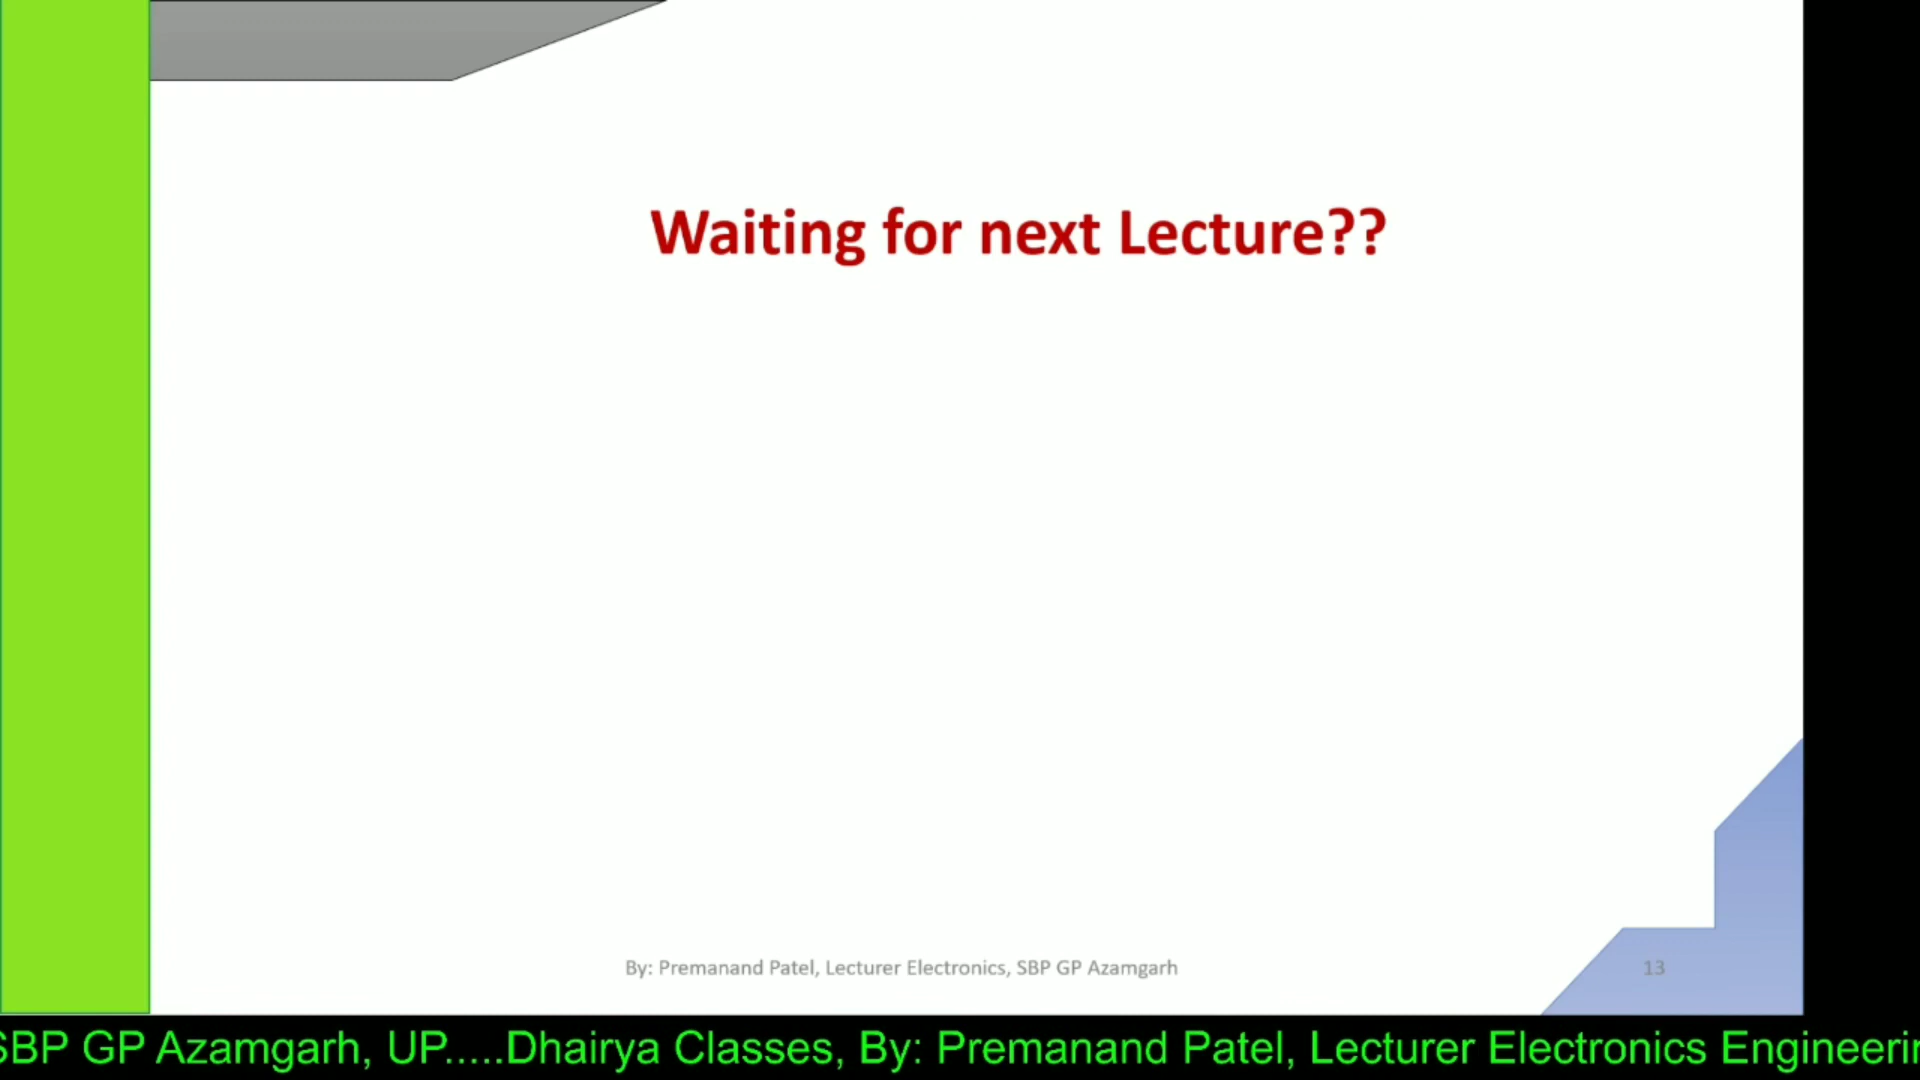 Waiting for next Lecture??
By: Premanand Patel, Lecturer Electronics, SBP GP Azamgarh
13
SBP GP Azamgarh, UP.....Dhairya Classes, By: Premanand Patel, Lecturer Electronics